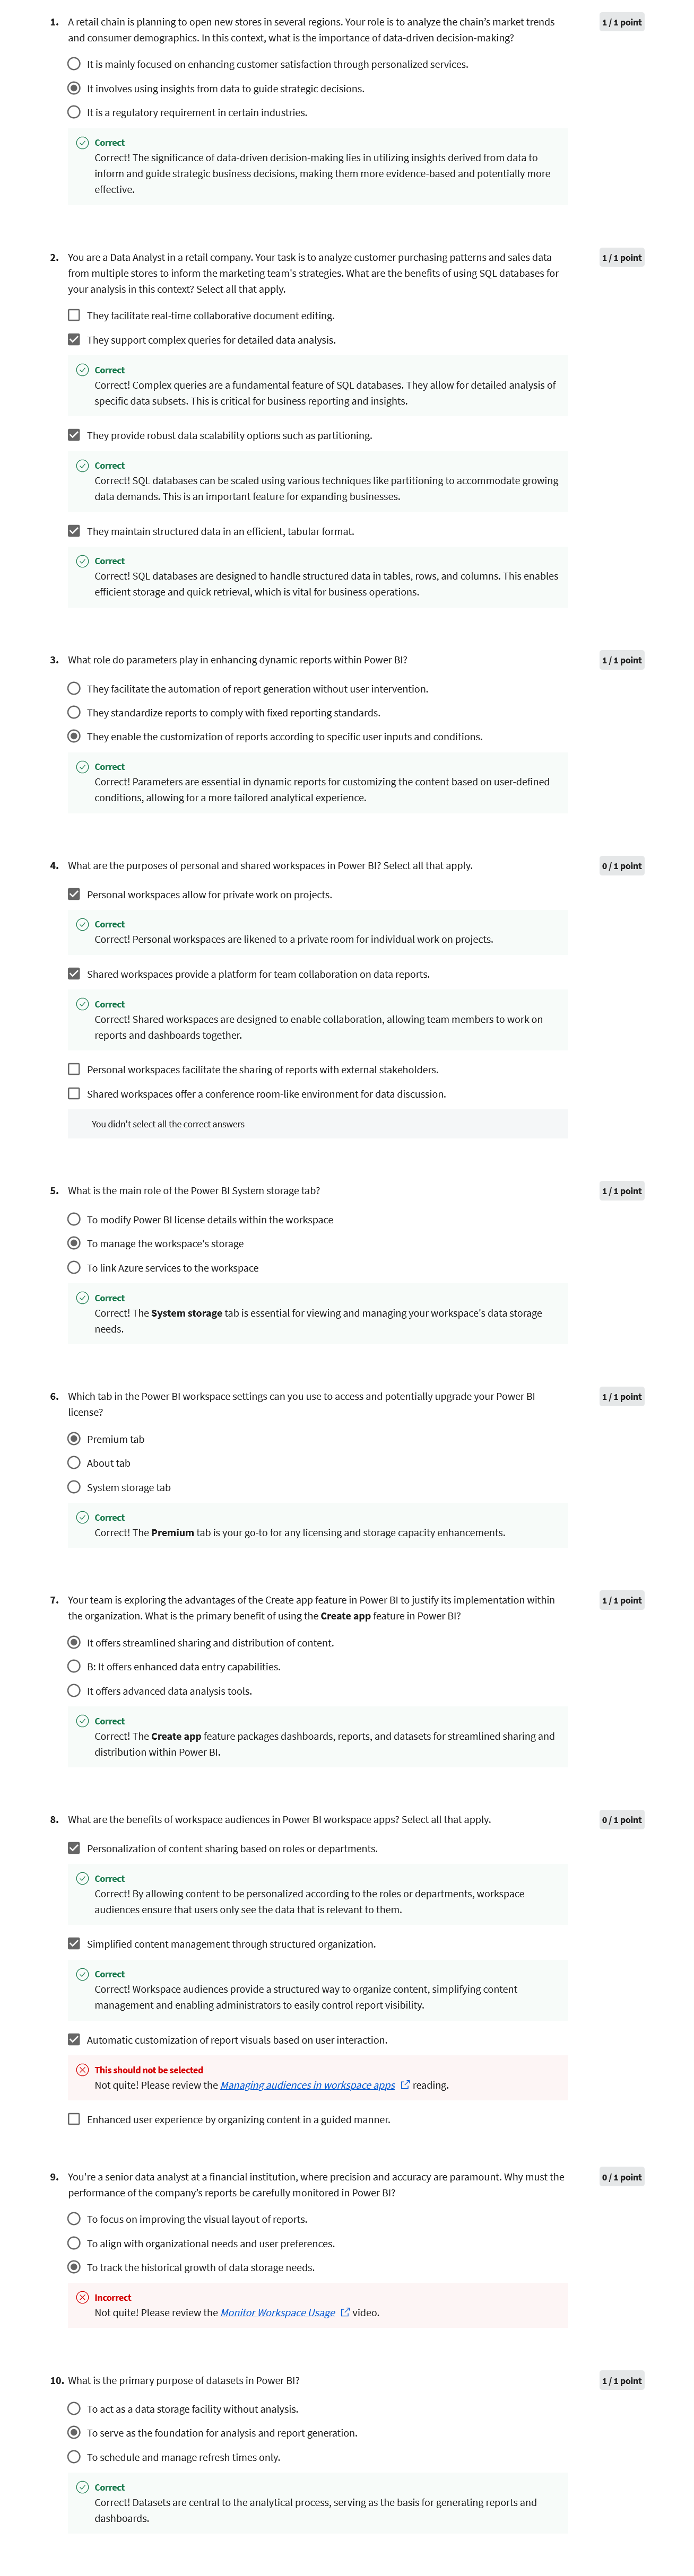 1. A retail chain is planning to open new stores in several regions. Your role is to analyze the chain's market trends
and consumer demographics. In this context, what is the importance of data-driven decision-making?
1 / 1 point
It is mainly focused on enhancing customer satisfaction through personalized services.
It involves using insights from data to guide strategic decisions.
It is a regulatory requirement in certain industries.
Correct
Correct! The significance of data-driven decision-making lies in utilizing insights derived from data to
inform and guide strategic business decisions, making them more evidence-based and potentially more
effective.
2. You are a Data Analyst in a retail company. Your task is to analyze customer purchasing patterns and sales data
from multiple stores to inform the marketing team's strategies. What are the benefits of using SQL databases for
your analysis in this context? Select all that apply.
1 / 1 point
They facilitate real-time collaborative document editing.
They support complex queries for detailed data analysis.
Correct
Correct! Complex queries are a fundamental feature of SQL databases. They allow for detailed analysis of
specific data subsets. This is critical for business reporting and insights.
They provide robust data scalability options such as partitioning.
Correct
Correct! SQL databases can be scaled using various techniques like partitioning to accommodate growing
data demands. This is an important feature for expanding businesses.
They maintain structured data in an efficient, tabular format.
Correct
Correct! SQL databases are designed to handle structured data in tables, rows, and columns. This enables
efficient storage and quick retrieval, which is vital for business operations.
3. What role do parameters play in enhancing dynamic reports within Power BI?
1 / 1 point
They facilitate the automation of report generation without user intervention.
They standardize reports to comply with fixed reporting standards.
They enable the customization of reports according to specific user inputs and conditions.
Correct
Correct! Parameters are essential in dynamic reports for customizing the content based on user-defined
conditions, allowing for a more tailored analytical experience.
4. What are the purposes of personal and shared workspaces in Power BI? Select all that apply.
0 / 1 point
Personal workspaces allow for private work on projects.
Correct
Correct! Personal workspaces are likened to a private room for individual work on projects.
Shared workspaces provide a platform for team collaboration on data reports.
Correct
Correct! Shared workspaces are designed to enable collaboration, allowing team members to work on
reports and dashboards together.
Personal workspaces facilitate the sharing of reports with external stakeholders.
Shared workspaces offer a conference room-like environment for data discussion.
You didn't select all the correct answers
5. What is the main role of the Power BI System storage tab?
1 / 1 point
To modify Power BI license details within the workspace
To manage the workspace's storage
To link Azure services to the workspace
Correct
Correct! The System storage tab is essential for viewing and managing your workspace's data storage
needs.
6. Which tab in the Power BI workspace settings can you use to access and potentially upgrade your Power BI
license?
1 / 1 point
Premium tab
About tab
System storage tab
Correct
Correct! The Premium tab is your go-to for any licensing and storage capacity enhancements.
7. Your team is exploring the advantages of the Create app feature in Power BI to justify its implementation within
the organization. What is the primary benefit of using the Create app feature in Power BI?
1 / 1 point
It offers streamlined sharing and distribution of content.
B: It offers enhanced data entry capabilities.
It offers advanced data analysis tools.
Correct
Correct! The Create app feature packages dashboards, reports, and datasets for streamlined sharing and
distribution within Power BI.
8. What are the benefits of workspace audiences in Power BI workspace apps? Select all that apply.
0 / 1 point
Personalization of content sharing based on roles or departments.
Correct
Correct! By allowing content to be personalized according to the roles or departments, workspace
audiences ensure that users only see the data that is relevant to them.
Simplified content management through structured organization.
Correct
Correct! Workspace audiences provide a structured way to organize content, simplifying content
management and enabling administrators to easily control report visibility.
Automatic customization of report visuals based on user interaction.
This should not be selected
Not quite! Please review the Managing audiences in workspace apps reading.
Enhanced user experience by organizing content in a guided manner.
9. You're a senior data analyst at a financial institution, where precision and accuracy are paramount. Why must the
performance of the company's reports be carefully monitored in Power BI?
0 / 1 point
To focus on improving the visual layout of reports.
To align with organizational needs and user preferences.
To track the historical growth of data storage needs.
Incorrect
Not quite! Please review the Monitor Workspace Usage video.
10. What is the primary purpose of datasets in Power BI?
1 / 1 point
To act as a data storage facility without analysis.
To serve as the foundation for analysis and report generation.
To schedule and manage refresh times only.
Correct
Correct! Datasets are central to the analytical process, serving as the basis for generating reports and
dashboards.